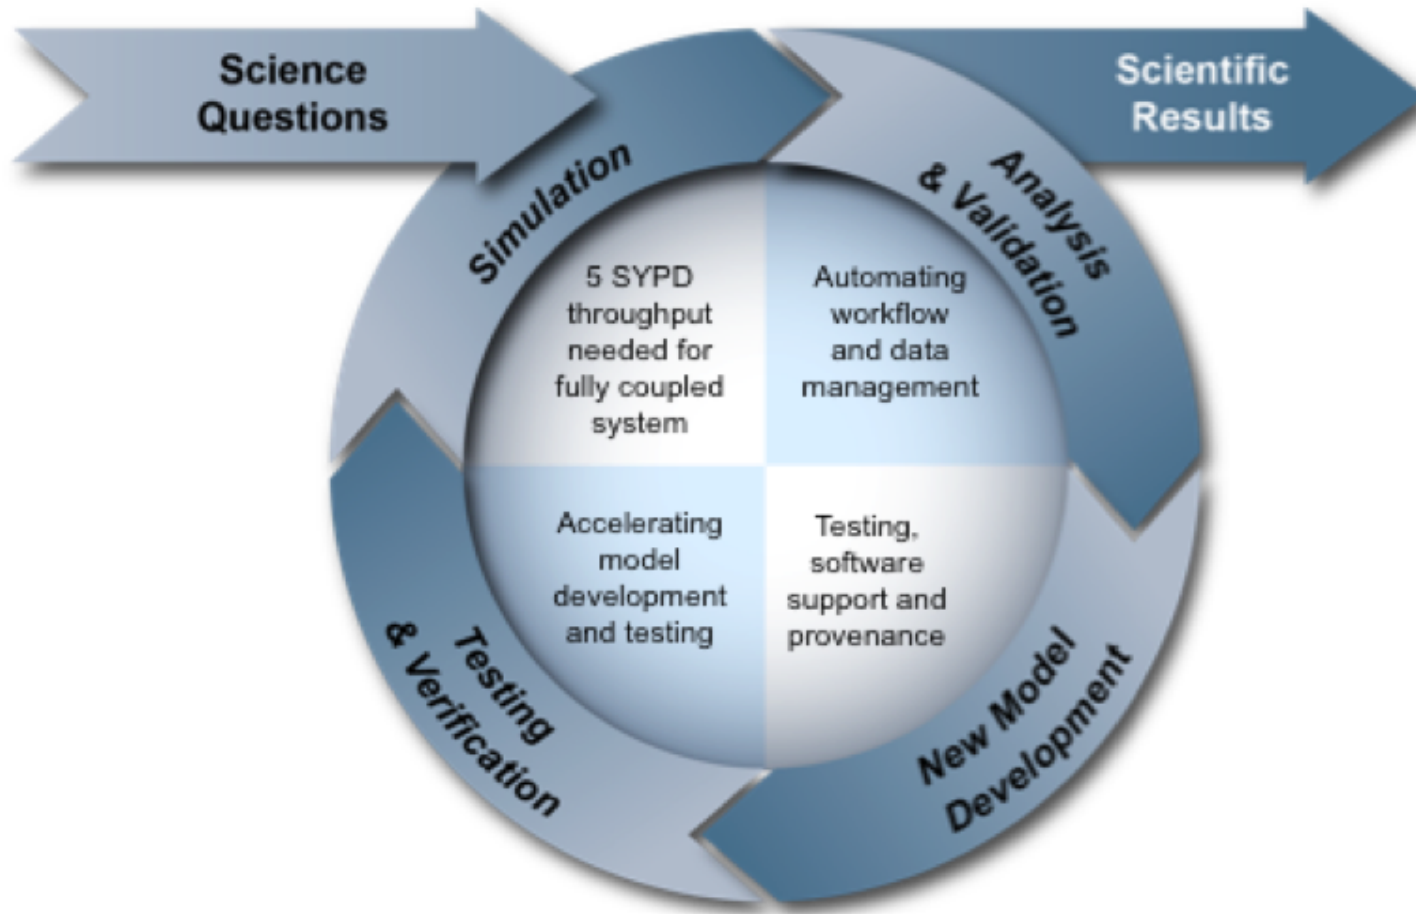 Science
Questions
Scientific
Results
Simulation
Analysis
& Validation
5 SYPD
throughput
needed for
fully coupled
system
Automating
workflow
and data
management
Accelerating
model
development
and testing
Testing,
software
support and
provenance
Testing
& Verification
New Model
Development